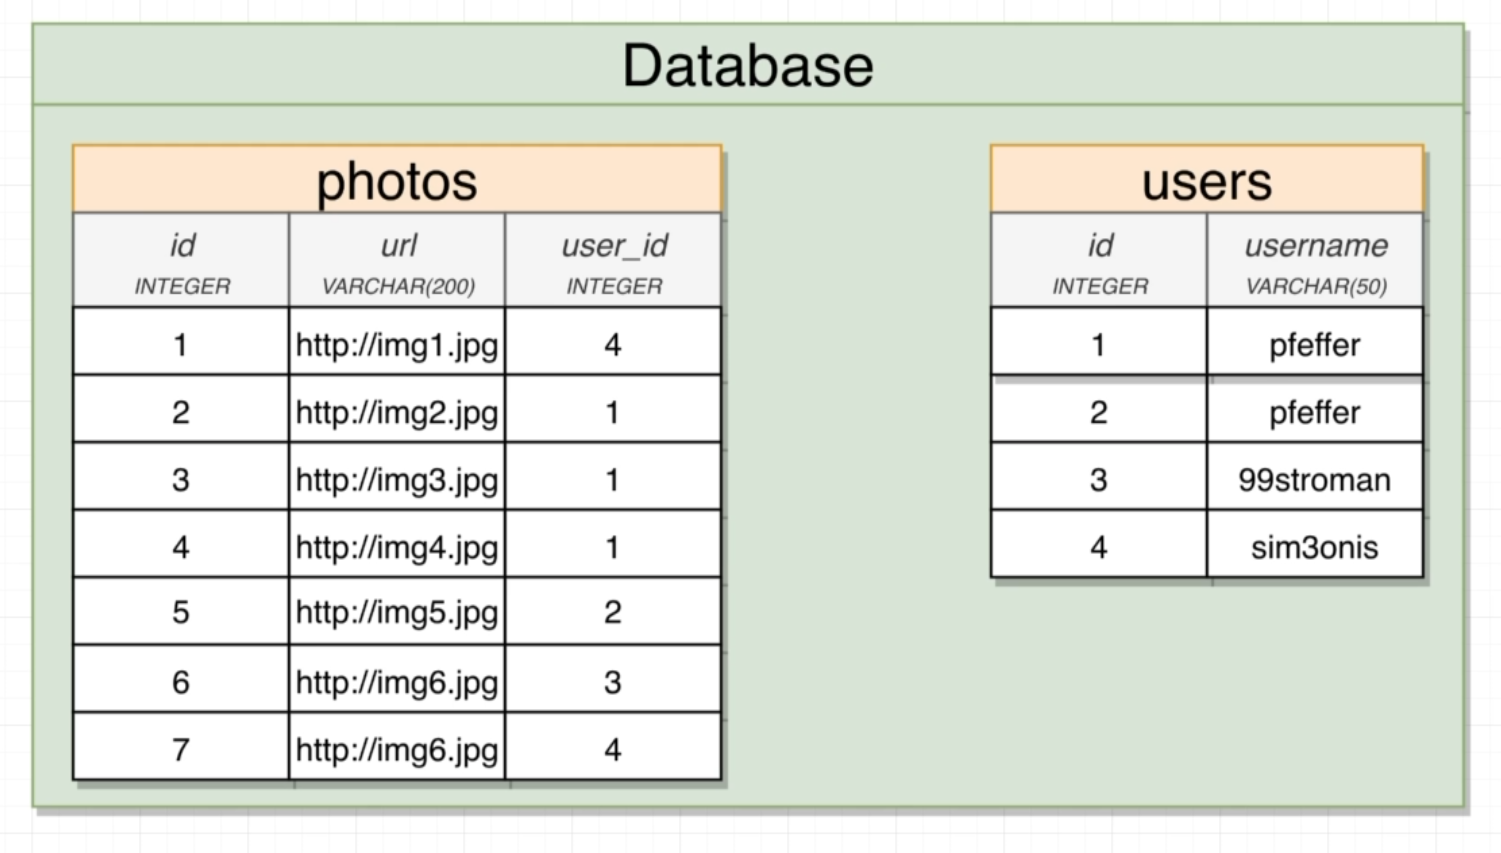 Database
photos
id url user_id
INTEGER VARCHAR(200) INTEGER
1 http://img1.jpg 4
2 http://img2.jpg 1
3 http://img3.jpg 1
4 http://img4.jpg 1
5 http://img5.jpg 2
6 http://img6.jpg 3
7 http://img6.jpg 4
users
id username
INTEGER VARCHAR(50)
1 pfeffer
2 pfeffer
3 99stroman
4 sim3onis